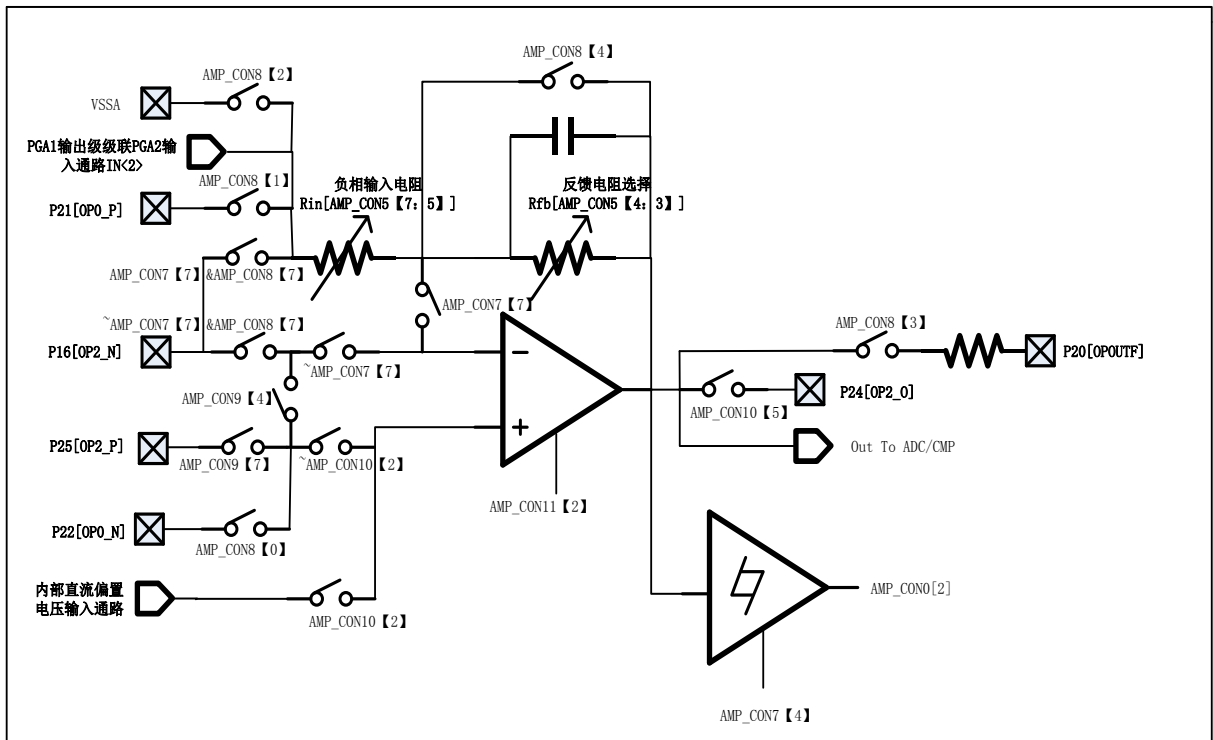 AMP_CON8【4】
AMP_CON8【2】
VSSA
PGA1输出级级联PGA2输
入通路IN<2>
AMP_CON8【1】
P21[OP0_P]
负相输入电阻
Rin[AMP_CON5【7：5】]
反馈电阻选择
Rfb[AMP_CON5【4：3】]
AMP_CON7【7】&AMP_CON8【7】
AMP_CON7【7】
~AMP_CON7【7】&AMP_CON8【7】
P16[OP2_N]
~AMP_CON7【7】
AMP_CON8【3】
P20[OPOUTF]
AMP_CON9【4】
P24[OP2_O]
AMP_CON10【5】
P25[OP2_P]
AMP_CON9【7】
~AMP_CON10【2】
Out To ADC/CMP
AMP_CON11【2】
P22[OP0_N]
AMP_CON8【0】
内部直流偏置
电压输入通路
AMP_CON10【2】
AMP_CON0[2]
AMP_CON7【4】